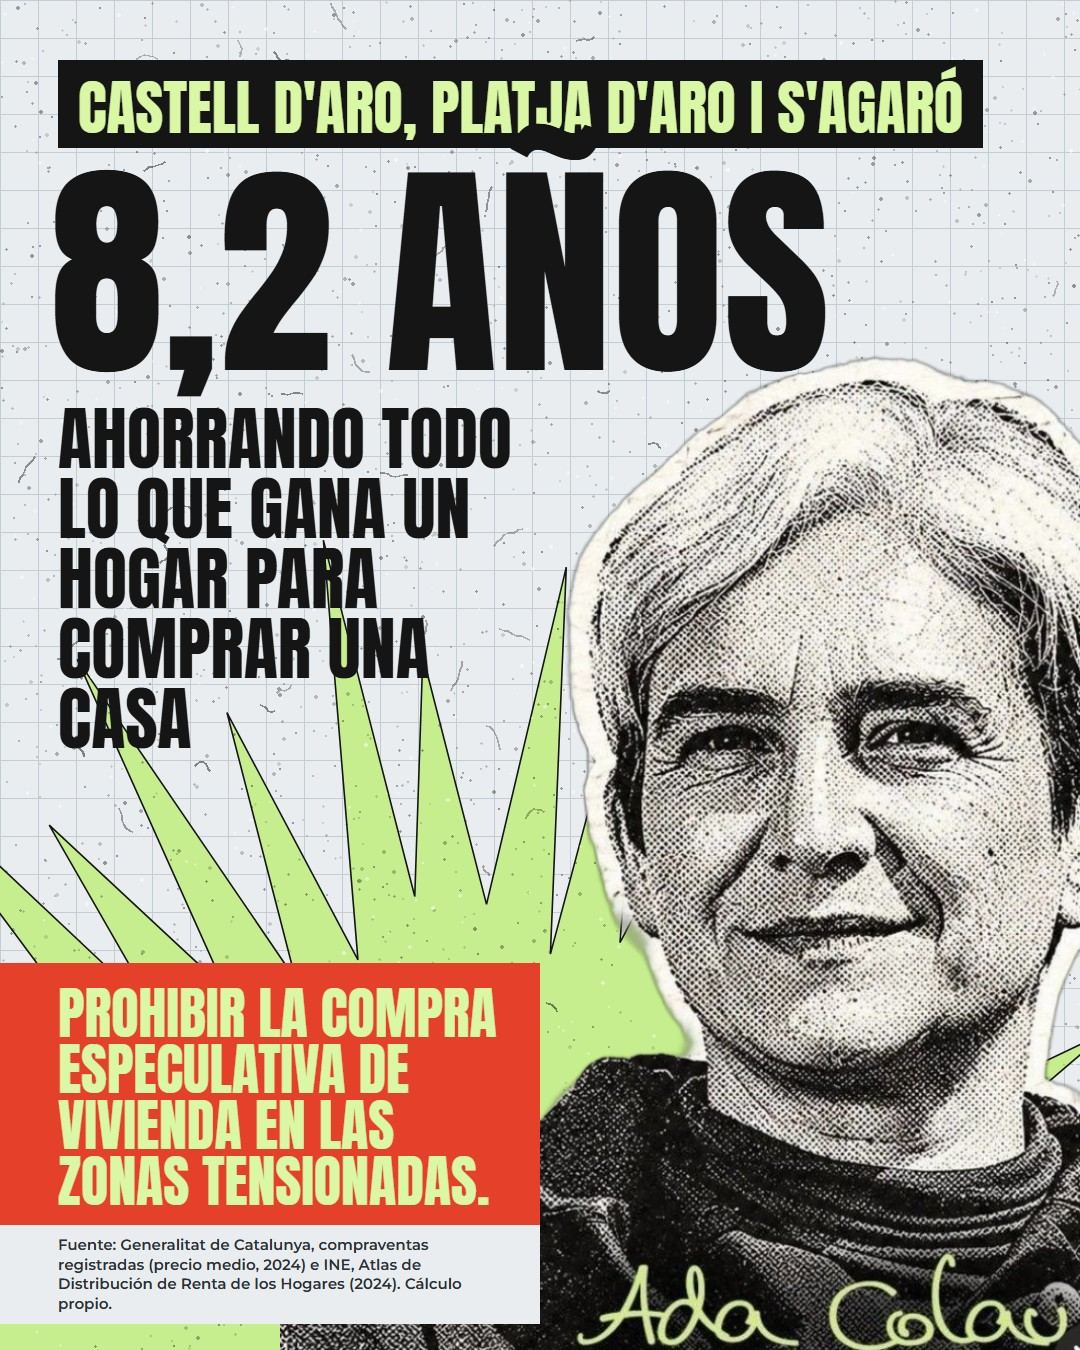 CASTELL D'ARO, PLATJA D'ARO I S'AGARÓ
8,2 AÑOS
AHORRANDO TODO
LO QUE GANA UN
HOGAR PARA
COMPRAR UNA
CASA
PROHIBIR LA COMPRA
ESPECULATIVA DE
VIVIENDA EN LAS
ZONAS TENSIONADAS.
Fuente: Generalitat de Catalunya, compraventas
registradas (precio medio, 2024) e INE, Atlas de
Distribución de Renta de los Hogares (2024). Cálculo
propio.
Ada Colau